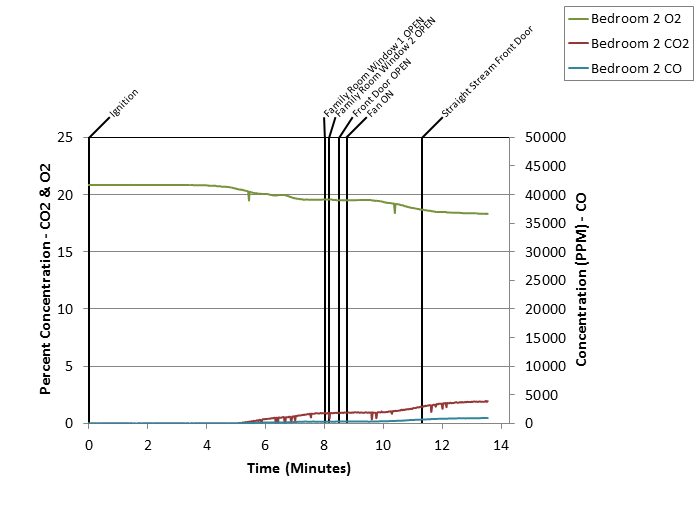 Bedroom 2 O2
Bedroom 2 CO2
Bedroom 2 CO
Ignition
Family Room Window 1 OPEN
Family Room Window 2 OPEN
Front Door OPEN
Fan ON
Straight Stream Front Door
25
20
15
10
5
0
Percent Concentration - CO2 & O2
50000
45000
40000
35000
30000
25000
20000
15000
10000
5000
0
Concentration (PPM) - CO
0
2
4
6
8
10
12
14
Time (Minutes)